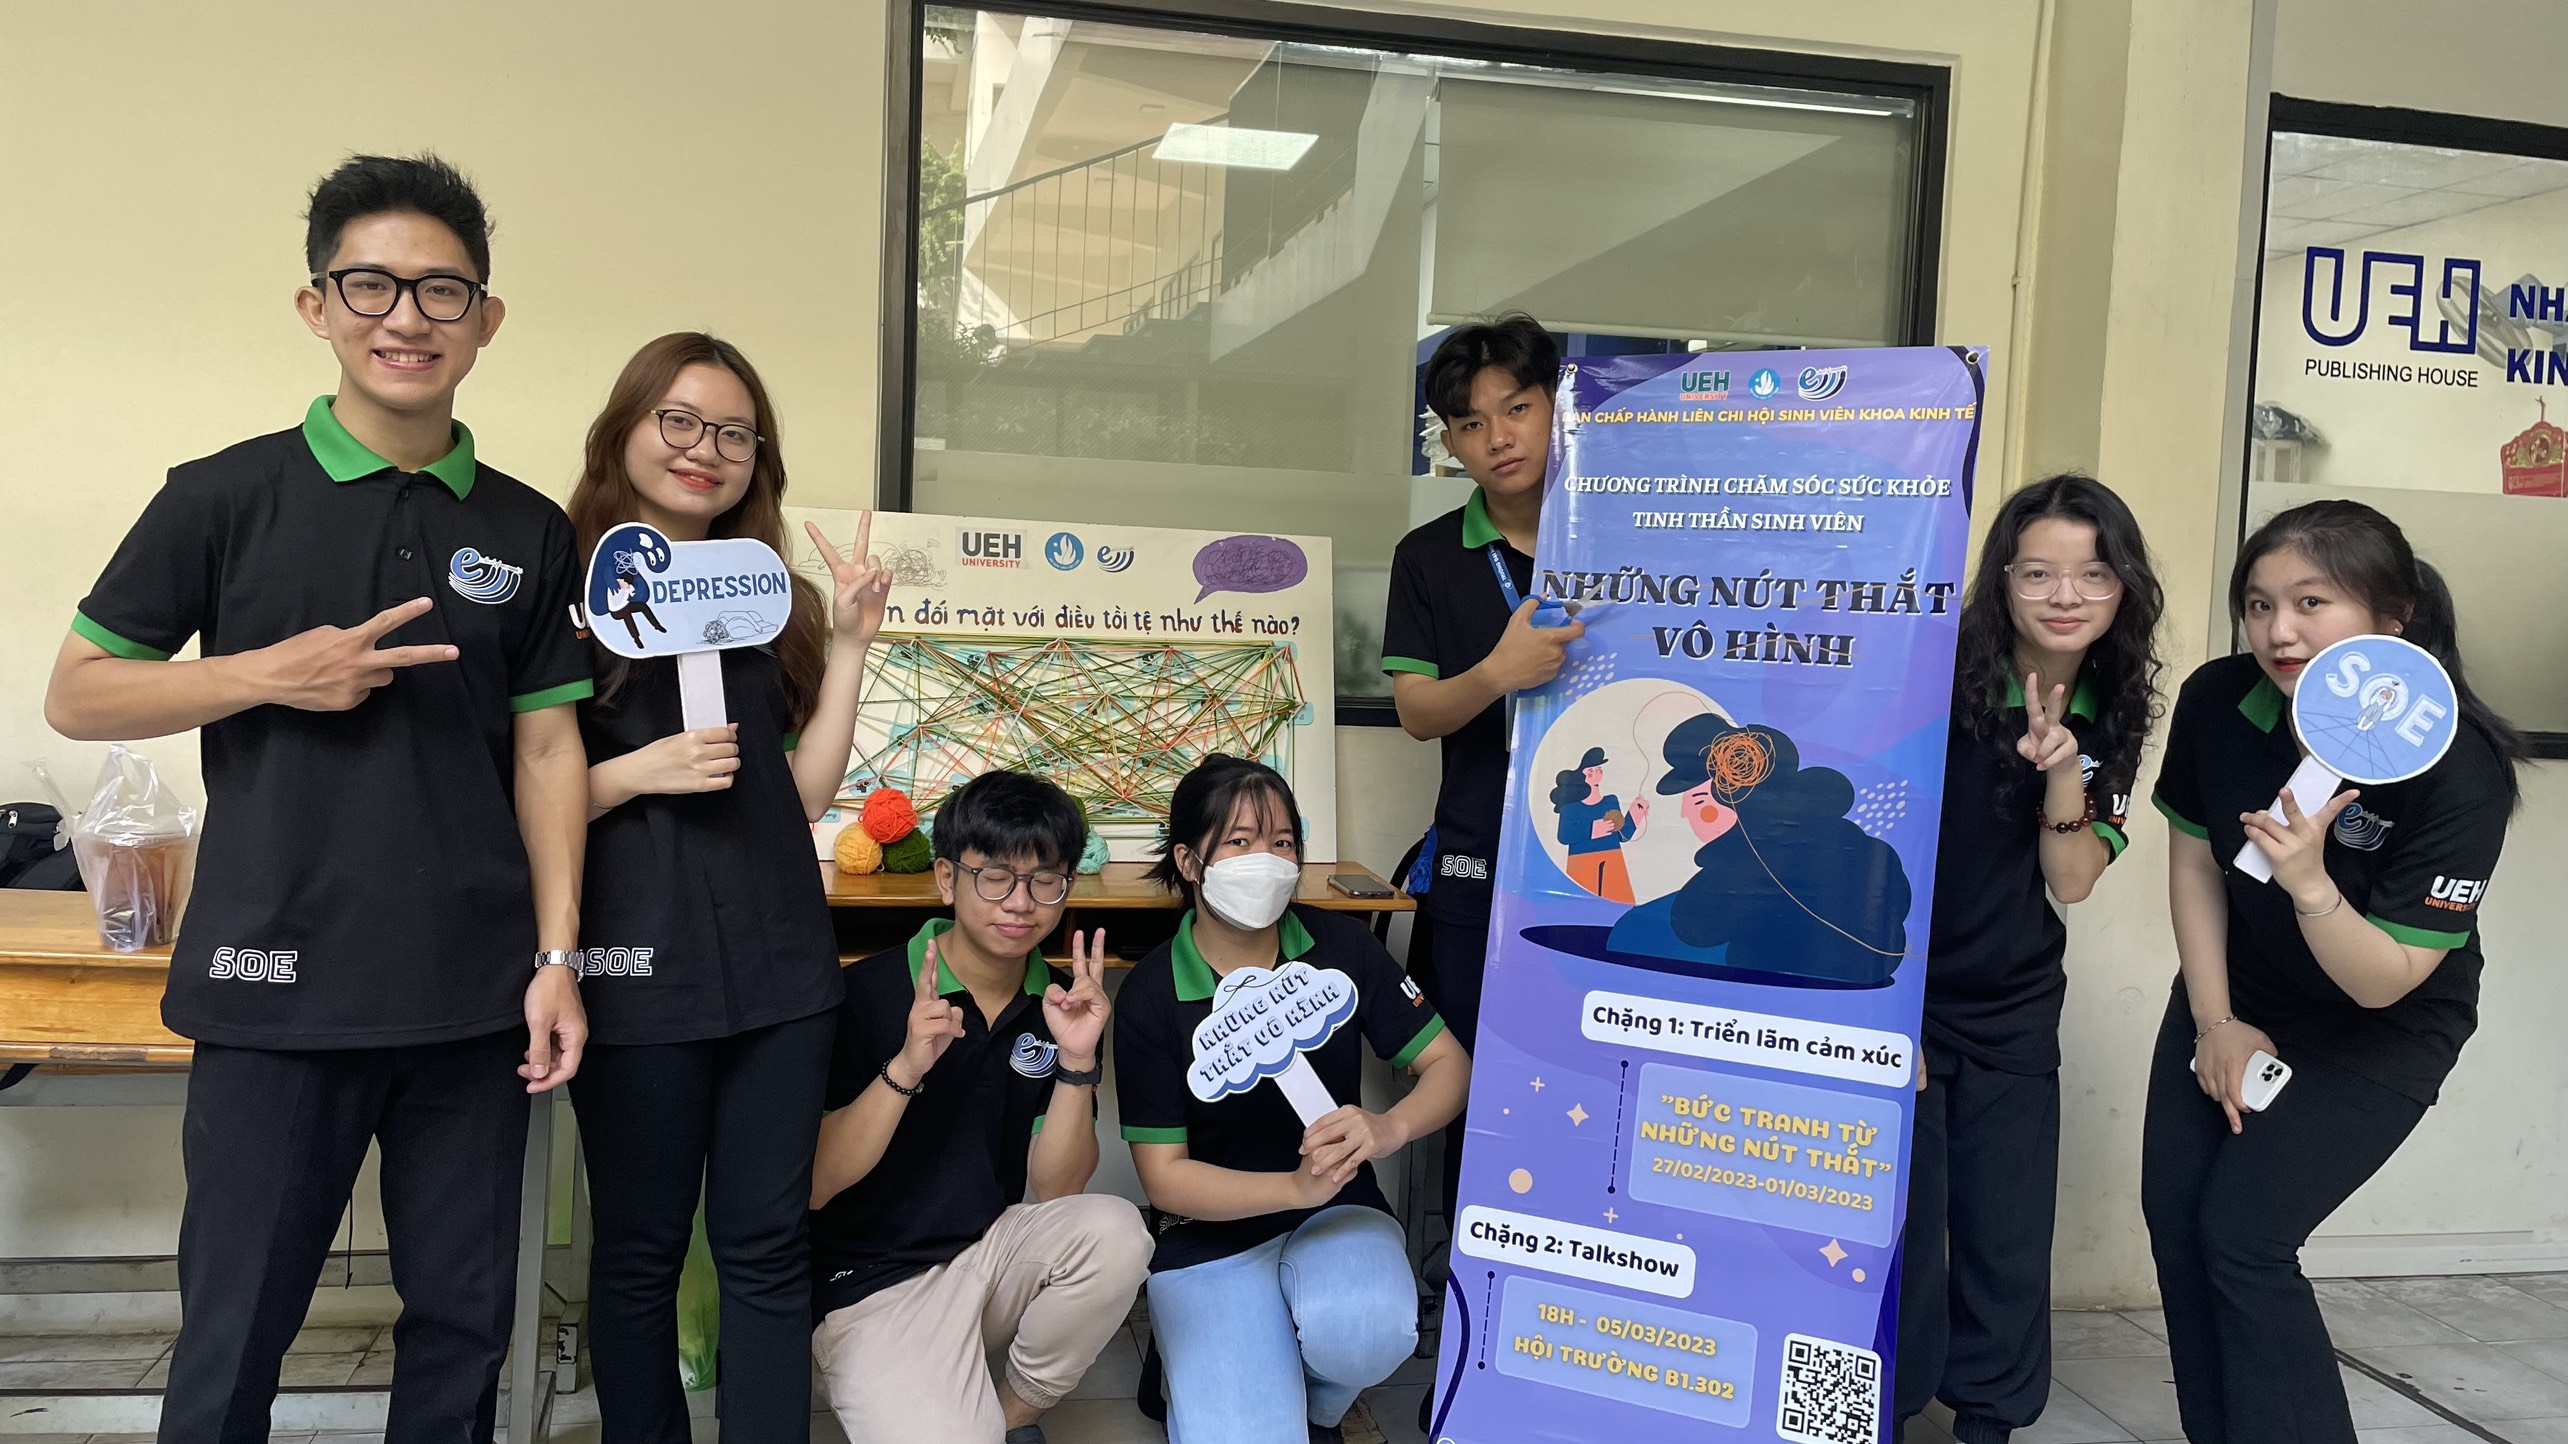 UEH
PUBLISHING HOUSE
KIN
UEH
UNIVERSITY
BAN CHẤP HÀNH LIÊN CHI HỘI SINH VIÊN KHOA KINH TẾ
CHƯƠNG TRÌNH CHĂM SÓC SỨC KHỎE
TINH THẦN SINH VIÊN
NHỮNG NÚT THẮT
VÔ HÌNH
Chặng 1: Triển lãm cảm xúc
"BỨC TRANH TỪ
NHỮNG NÚT THẮT"
27/02/2023-01/03/2023
Chặng 2: Talkshow
18H - 05/03/2023
HỘI TRƯỜNG B1.302
UEH
UNIVERSITY
đối mặt với điều tồi tệ như thế nào?
DEPRESSION
NHỮNG NÚT
THẮT VÔ HÌNH
SOE
SOE
SOE
SOE
UEH
UNIVERSITY